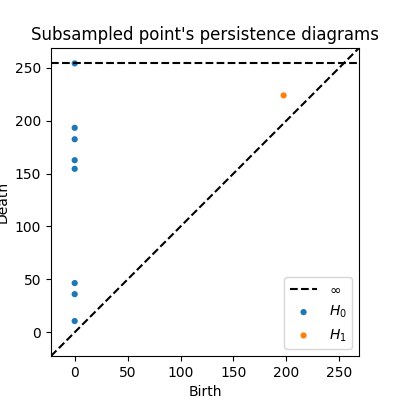 Subsampled point's persistence diagrams
250
200
150
100
50
0
Death
∞
H₀
H₁
0 50 100 150 200 250
Birth